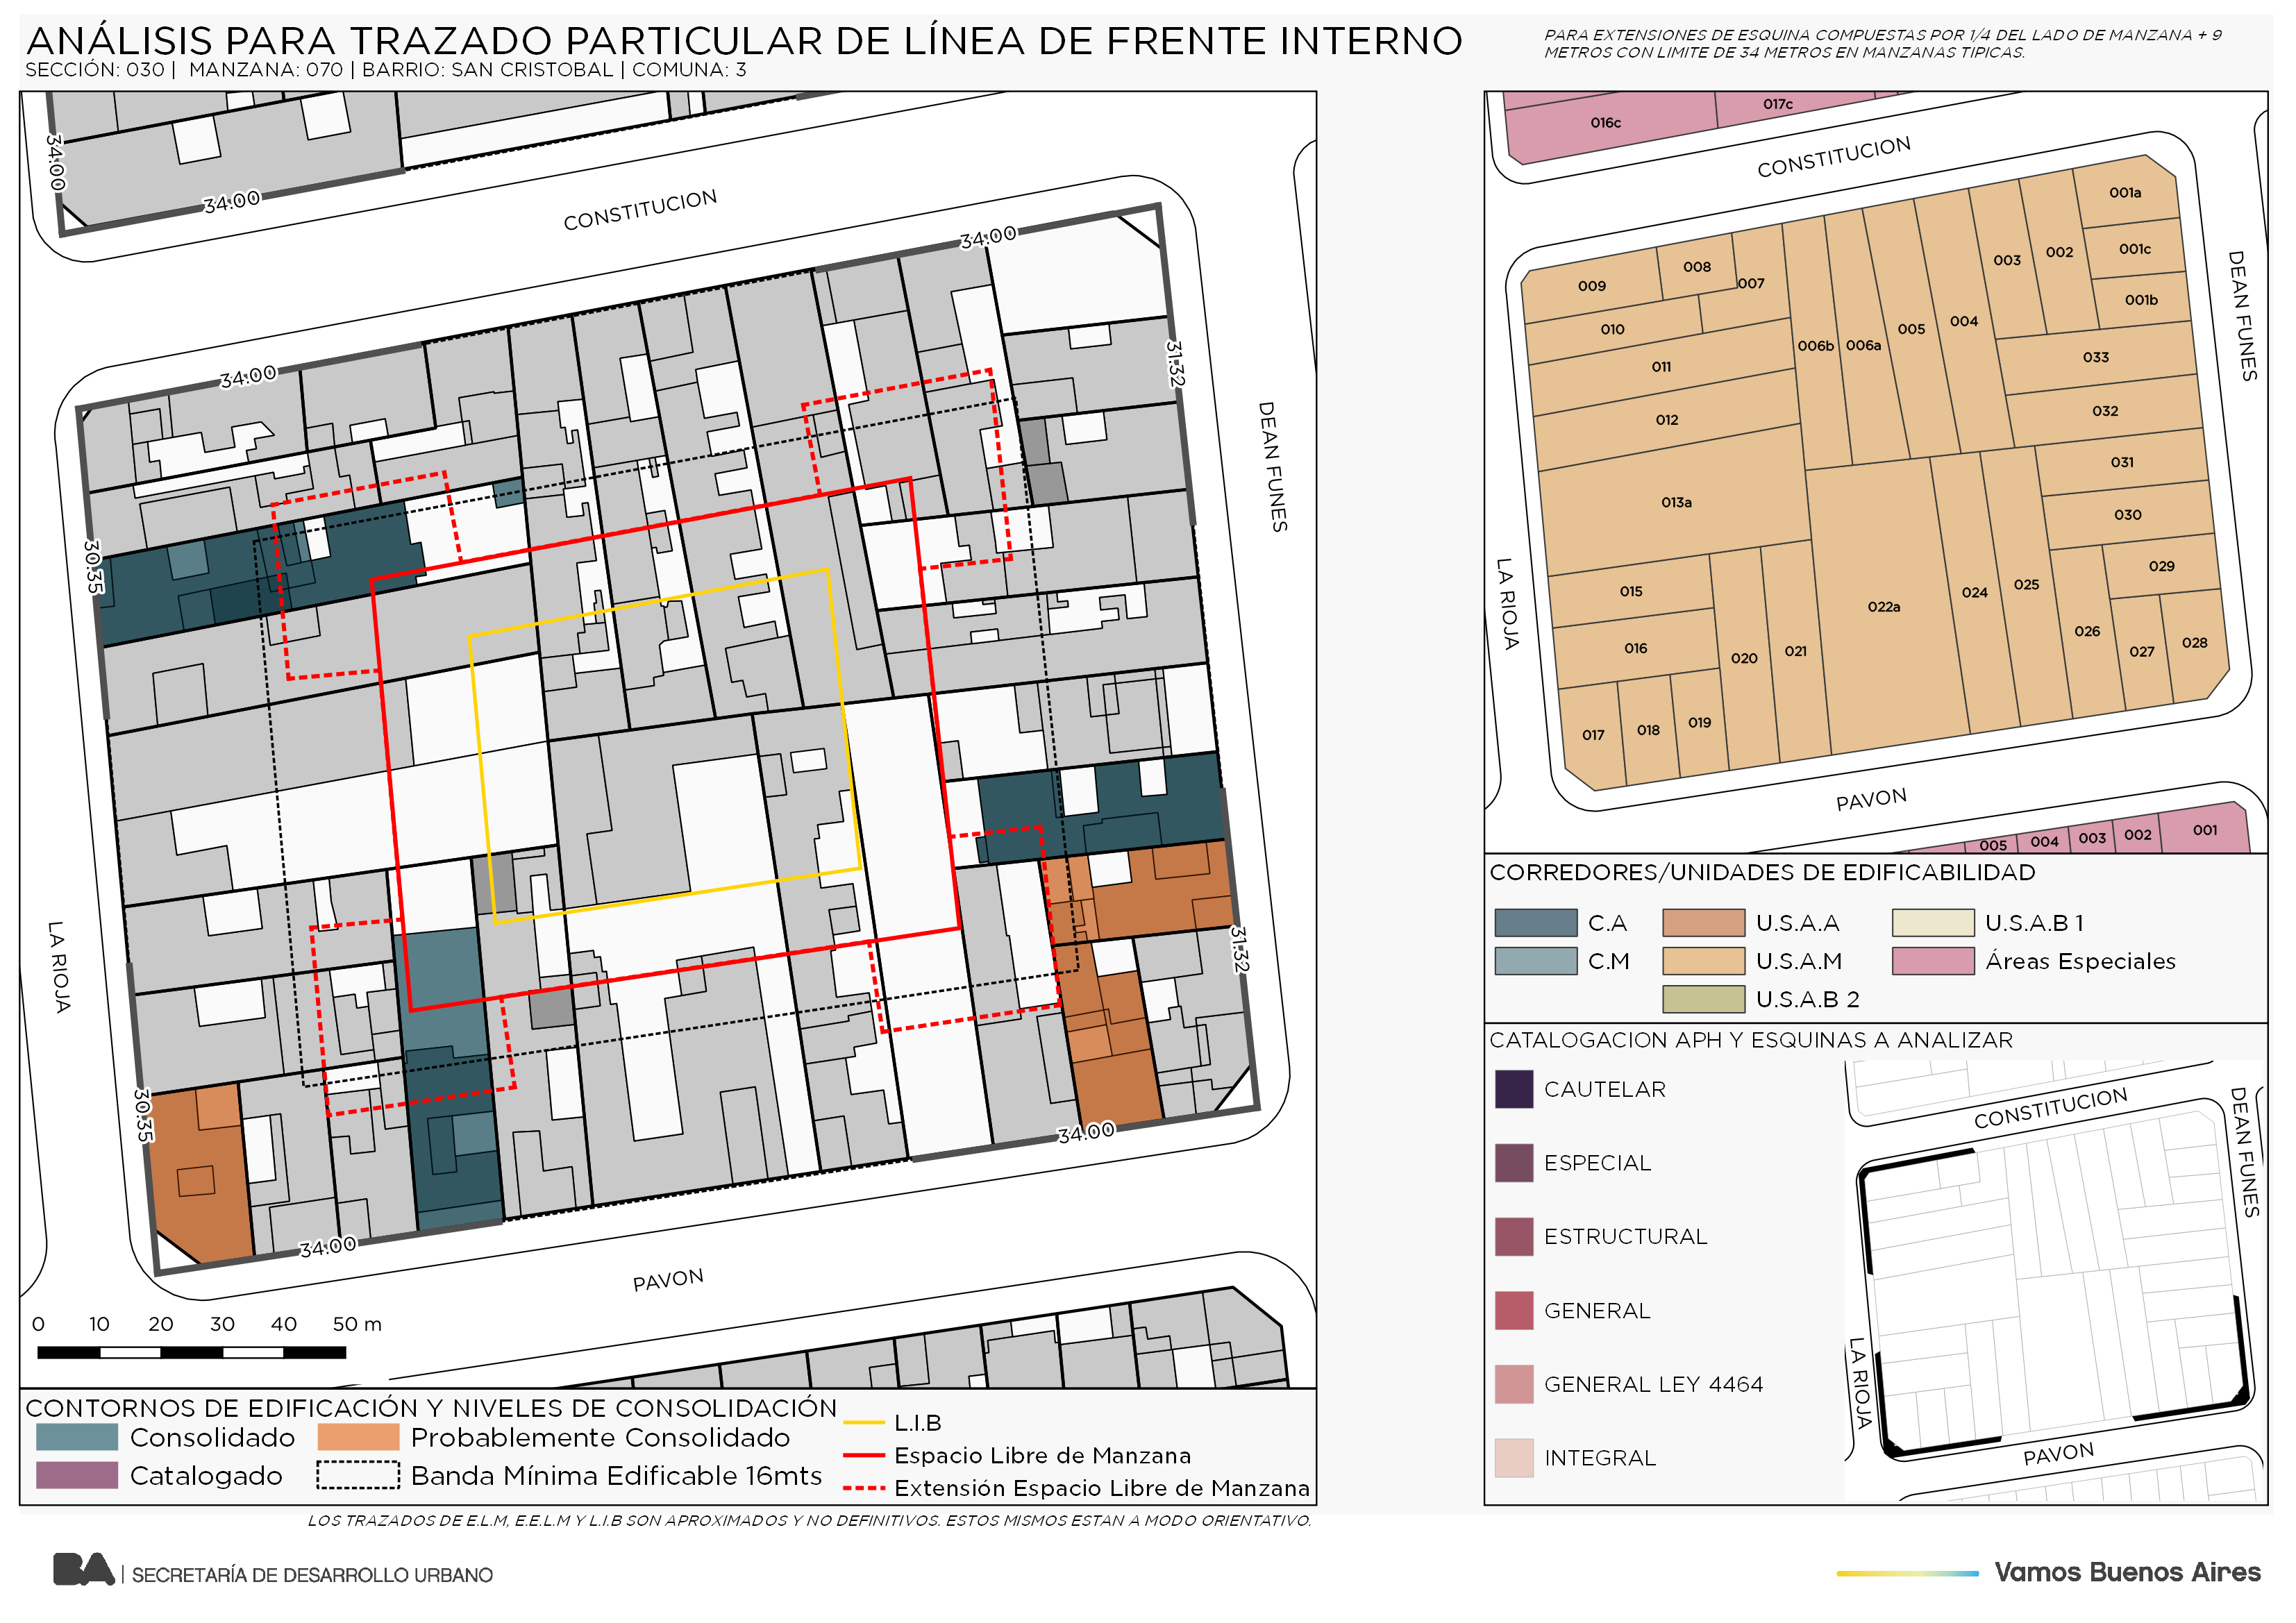 ANÁLISIS PARA TRAZADO PARTICULAR DE LÍNEA DE FRENTE INTERNO
SECCIÓN: 030 | MANZANA: 070 | BARRIO: SAN CRISTOBAL | COMUNA: 3
PARA EXTENSIONES DE ESQUINA COMPUESTAS POR 1/4 DEL LADO DE MANZANA + 9
METROS CON LIMITE DE 34 METROS EN MANZANAS TIPICAS.
34.00
34.00
CONSTITUCION
34.00
34.00
31.32
DEAN FUNES
30.35
LA RIOJA
31.32
30.35
34.00
34.00
PAVON
0 10 20 30 40 50 m
CONTORNOS DE EDIFICACIÓN Y NIVELES DE CONSOLIDACIÓN
Consolidado
Probablemente Consolidado
Catalogado
Banda Mínima Edificable 16mts
L.I.B
Espacio Libre de Manzana
Extensión Espacio Libre de Manzana
LOS TRAZADOS DE E.L.M, E.E.L.M Y L.I.B SON APROXIMADOS Y NO DEFINITIVOS. ESTOS MISMOS ESTAN A MODO ORIENTATIVO.
017c
016c
CONSTITUCION
001a
001c
001b
002
003
004
005
006a
006b
007
008
009
010
011
012
013a
033
032
031
030
029
028
027
026
025
024
022a
021
020
015
016
017
018
019
DEAN FUNES
LA RIOJA
PAVON
005
004
003
002
001
CORREDORES/UNIDADES DE EDIFICABILIDAD
C.A
U.S.A.A
U.S.A.B 1
C.M
U.S.A.M
Áreas Especiales
U.S.A.B 2
CATALOGACION APH Y ESQUINAS A ANALIZAR
CAUTELAR
ESPECIAL
ESTRUCTURAL
GENERAL
GENERAL LEY 4464
INTEGRAL
CONSTITUCION
DEAN FUNES
LA RIOJA
PAVON
BA | SECRETARÍA DE DESARROLLO URBANO
Vamos Buenos Aires